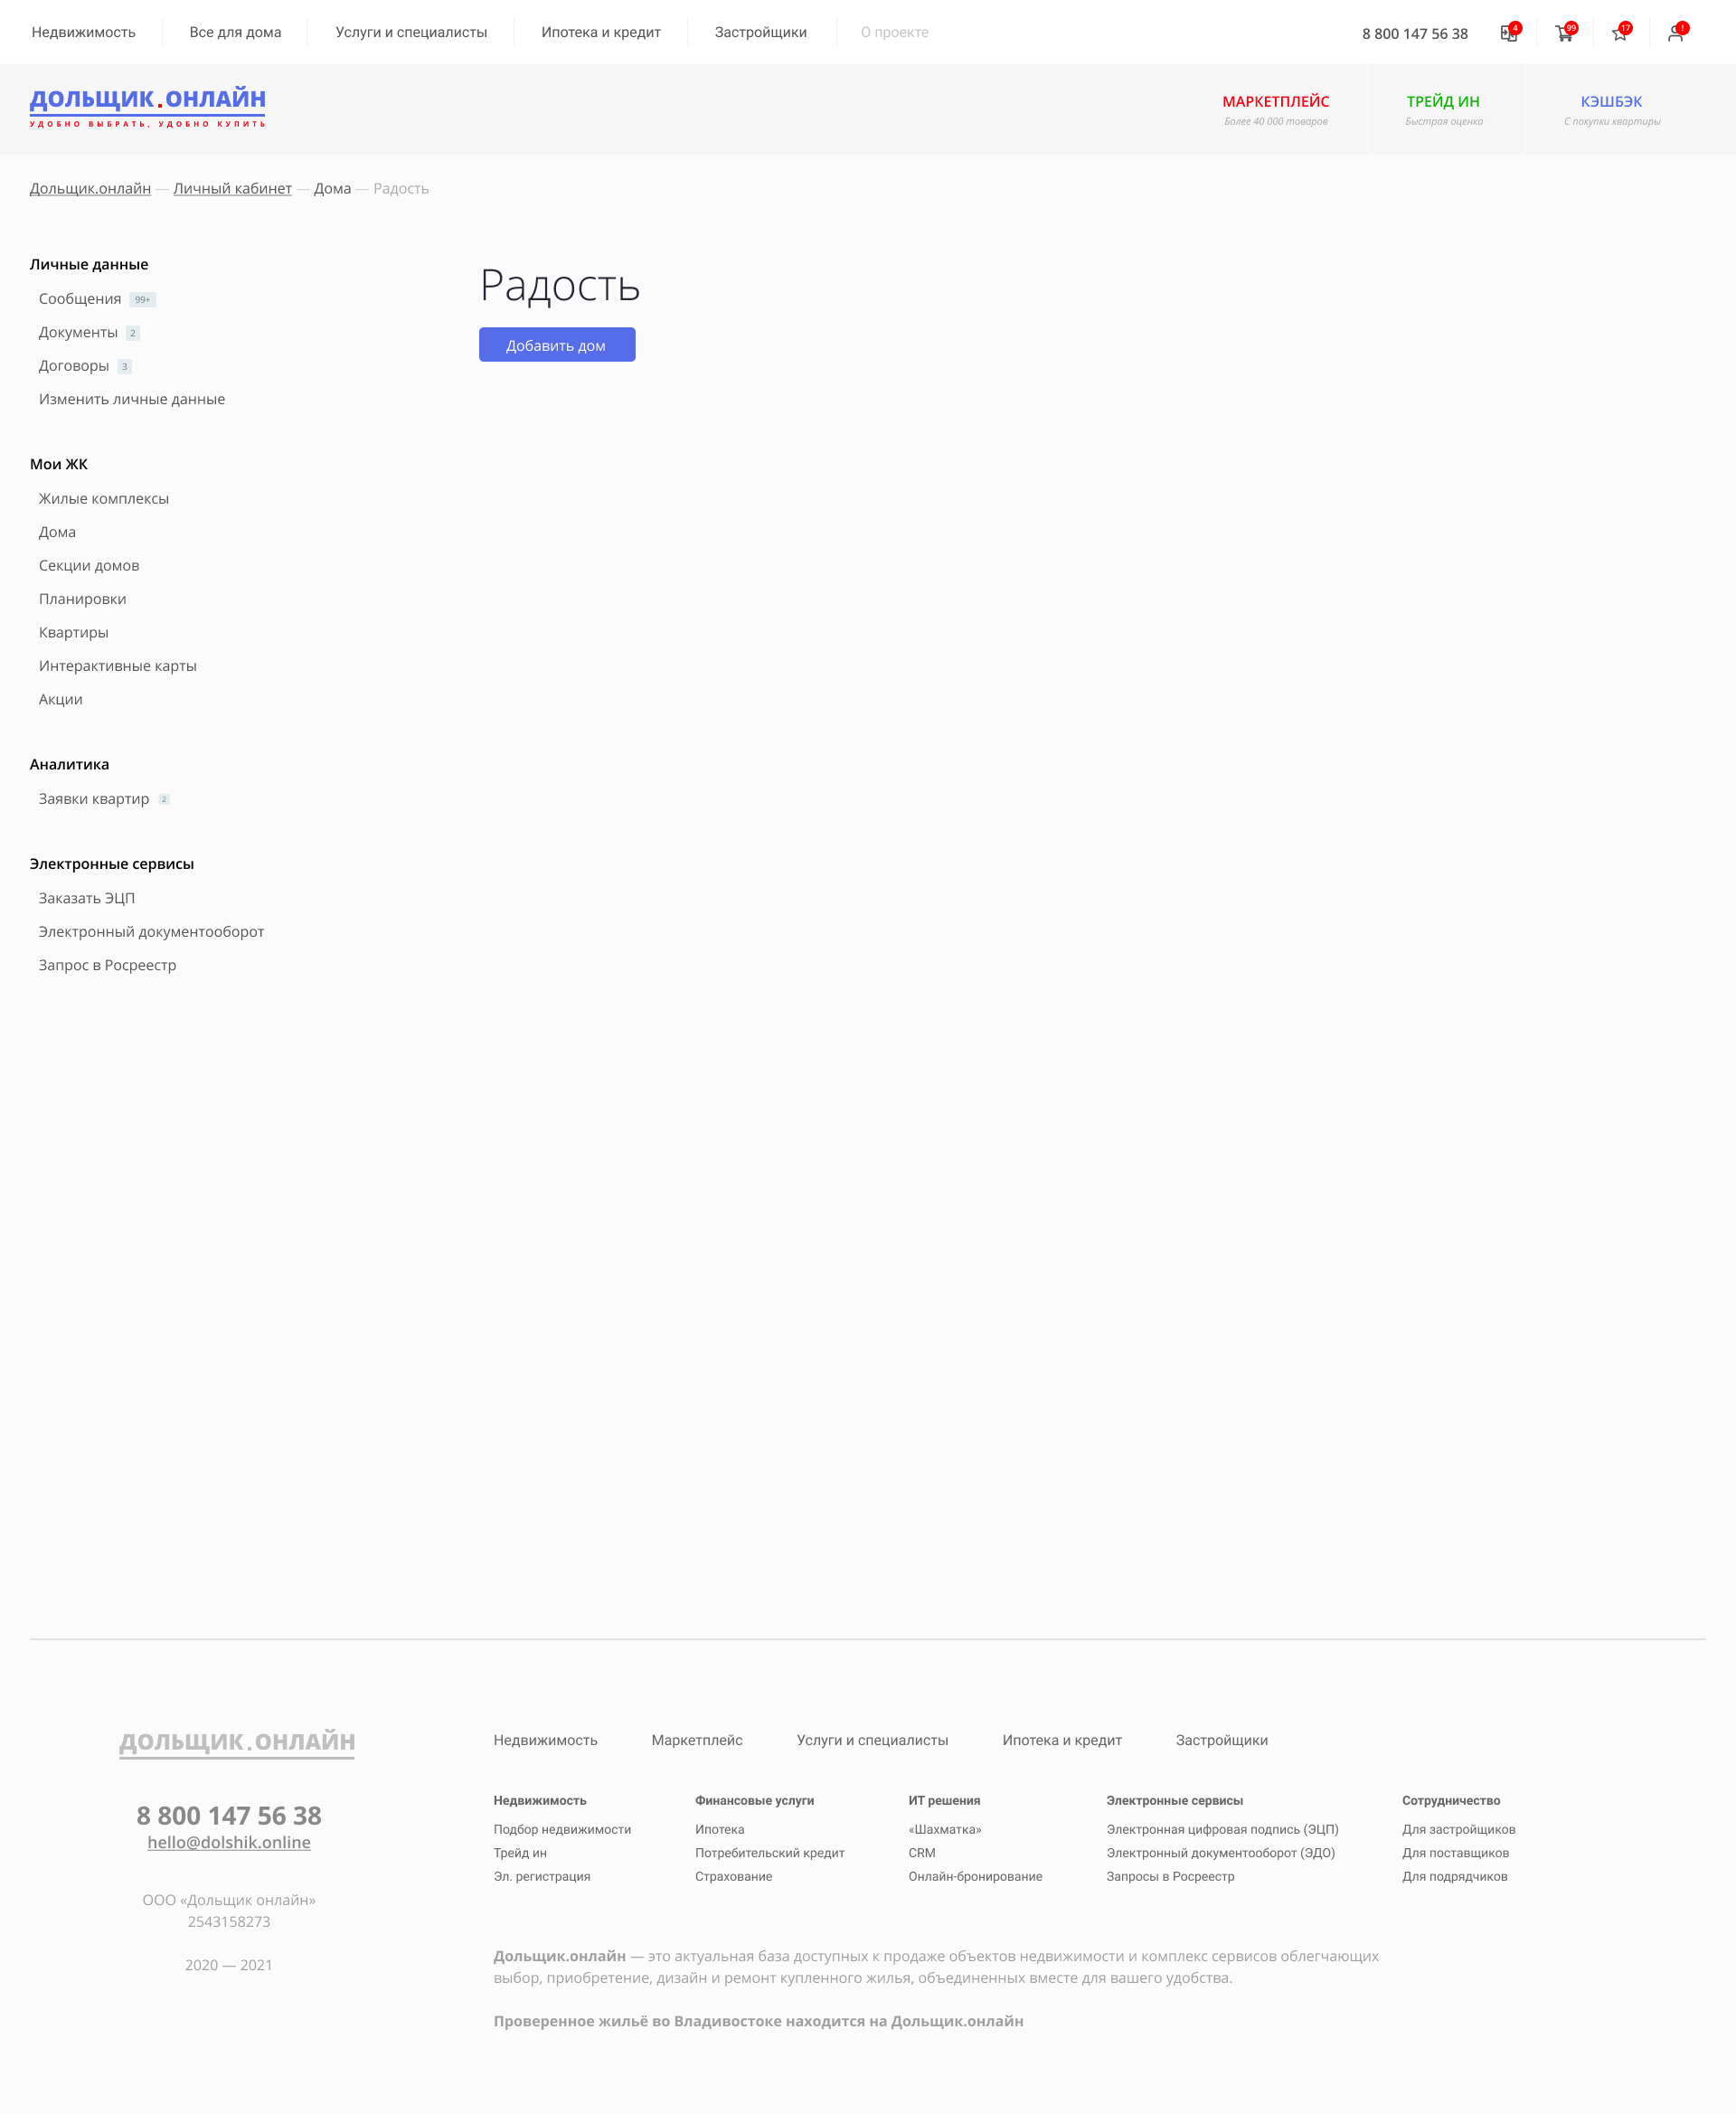 Недвижимость Все для дома Услуги и специалисты Ипотека и кредит Застройщики О проекте 8 800 147 56 38 4 99 17 !
ДОЛЬЩИК.ОНЛАЙН
УДОБНО ВЫБРАТЬ, УДОБНО КУПИТЬ
МАРКЕТПЛЕЙС ТРЕЙД ИН КЭШБЭК
Более 40 000 товаров Быстрая оценка С покупки квартиры
Дольщик.онлайн — Личный кабинет — Дома — Радость
Личные данные
Сообщения 99+
Документы 2
Договоры 3
Изменить личные данные
Мои ЖК
Жилые комплексы
Дома
Секции домов
Планировки
Квартиры
Интерактивные карты
Акции
Аналитика
Заявки квартир 2
Электронные сервисы
Заказать ЭЦП
Электронный документооборот
Запрос в Росреестр
Радость
Добавить дом
ДОЛЬЩИК.ОНЛАЙН
8 800 147 56 38
hello@dolshik.online
ООО «Дольщик онлайн»
2543158273
2020 — 2021
Недвижимость Маркетплейс Услуги и специалисты Ипотека и кредит Застройщики
Недвижимость Финансовые услуги ИТ решения Электронные сервисы Сотрудничество
Подбор недвижимости Ипотека «Шахматка» Электронная цифровая подпись (ЭЦП) Для застройщиков
Трейд ин Потребительский кредит CRM Электронный документооборот (ЭДО) Для поставщиков
Эл. регистрация Страхование Онлайн-бронирование Запросы в Росреестр Для подрядчиков
Дольщик.онлайн — это актуальная база доступных к продаже объектов недвижимости и комплекс сервисов облегчающих
выбор, приобретение, дизайн и ремонт купленного жилья, объединенных вместе для вашего удобства.
Проверенное жильё во Владивостоке находится на Дольщик.онлайн